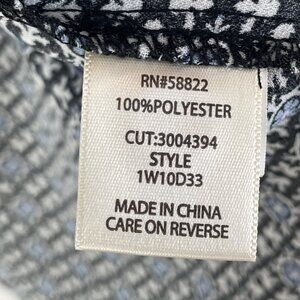 RN#58822
100%POLYESTER
CUT:3004394
STYLE
1W10D33
MADE IN CHINA
CARE ON REVERSE